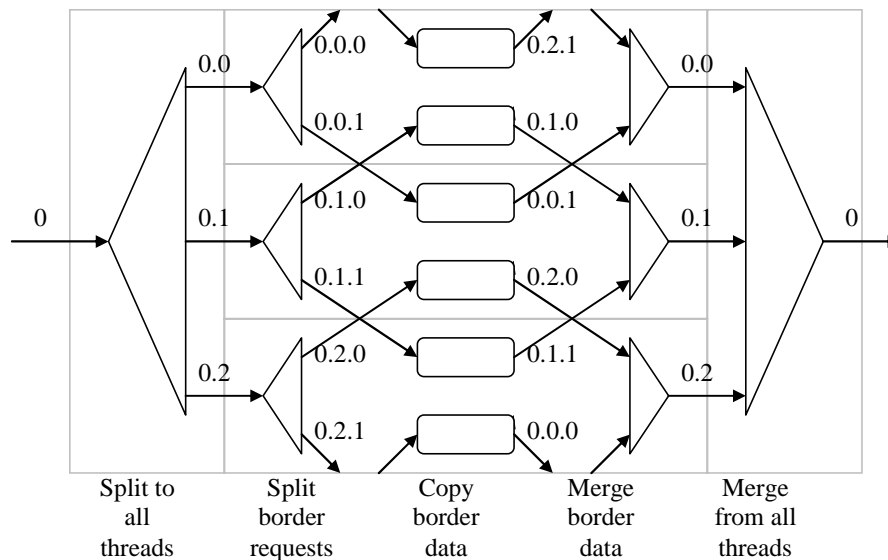 0.0
0.0.0
0.2.1
0.0
0.0.1
0.1.0
0
0.1
0.1.0
0.0.1
0.1
0
0.1.1
0.2.0
0.2
0.2.0
0.1.1
0.2
0.2.1
0.0.0
Split to
all
threads
Split
border
requests
Copy
border
data
Merge
border
data
Merge
from all
threads